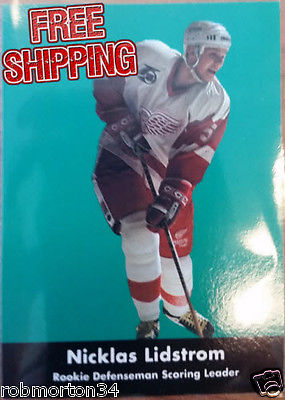 FREE
SHIPPING
Nicklas Lidstrom
Rookie Defenseman Scoring Leader
robmorton34